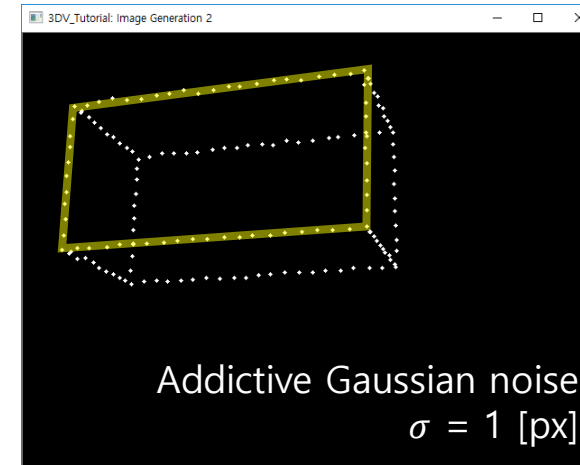 3DV_Tutorial: Image Generation 2
Addictive Gaussian noise
σ = 1 [px]